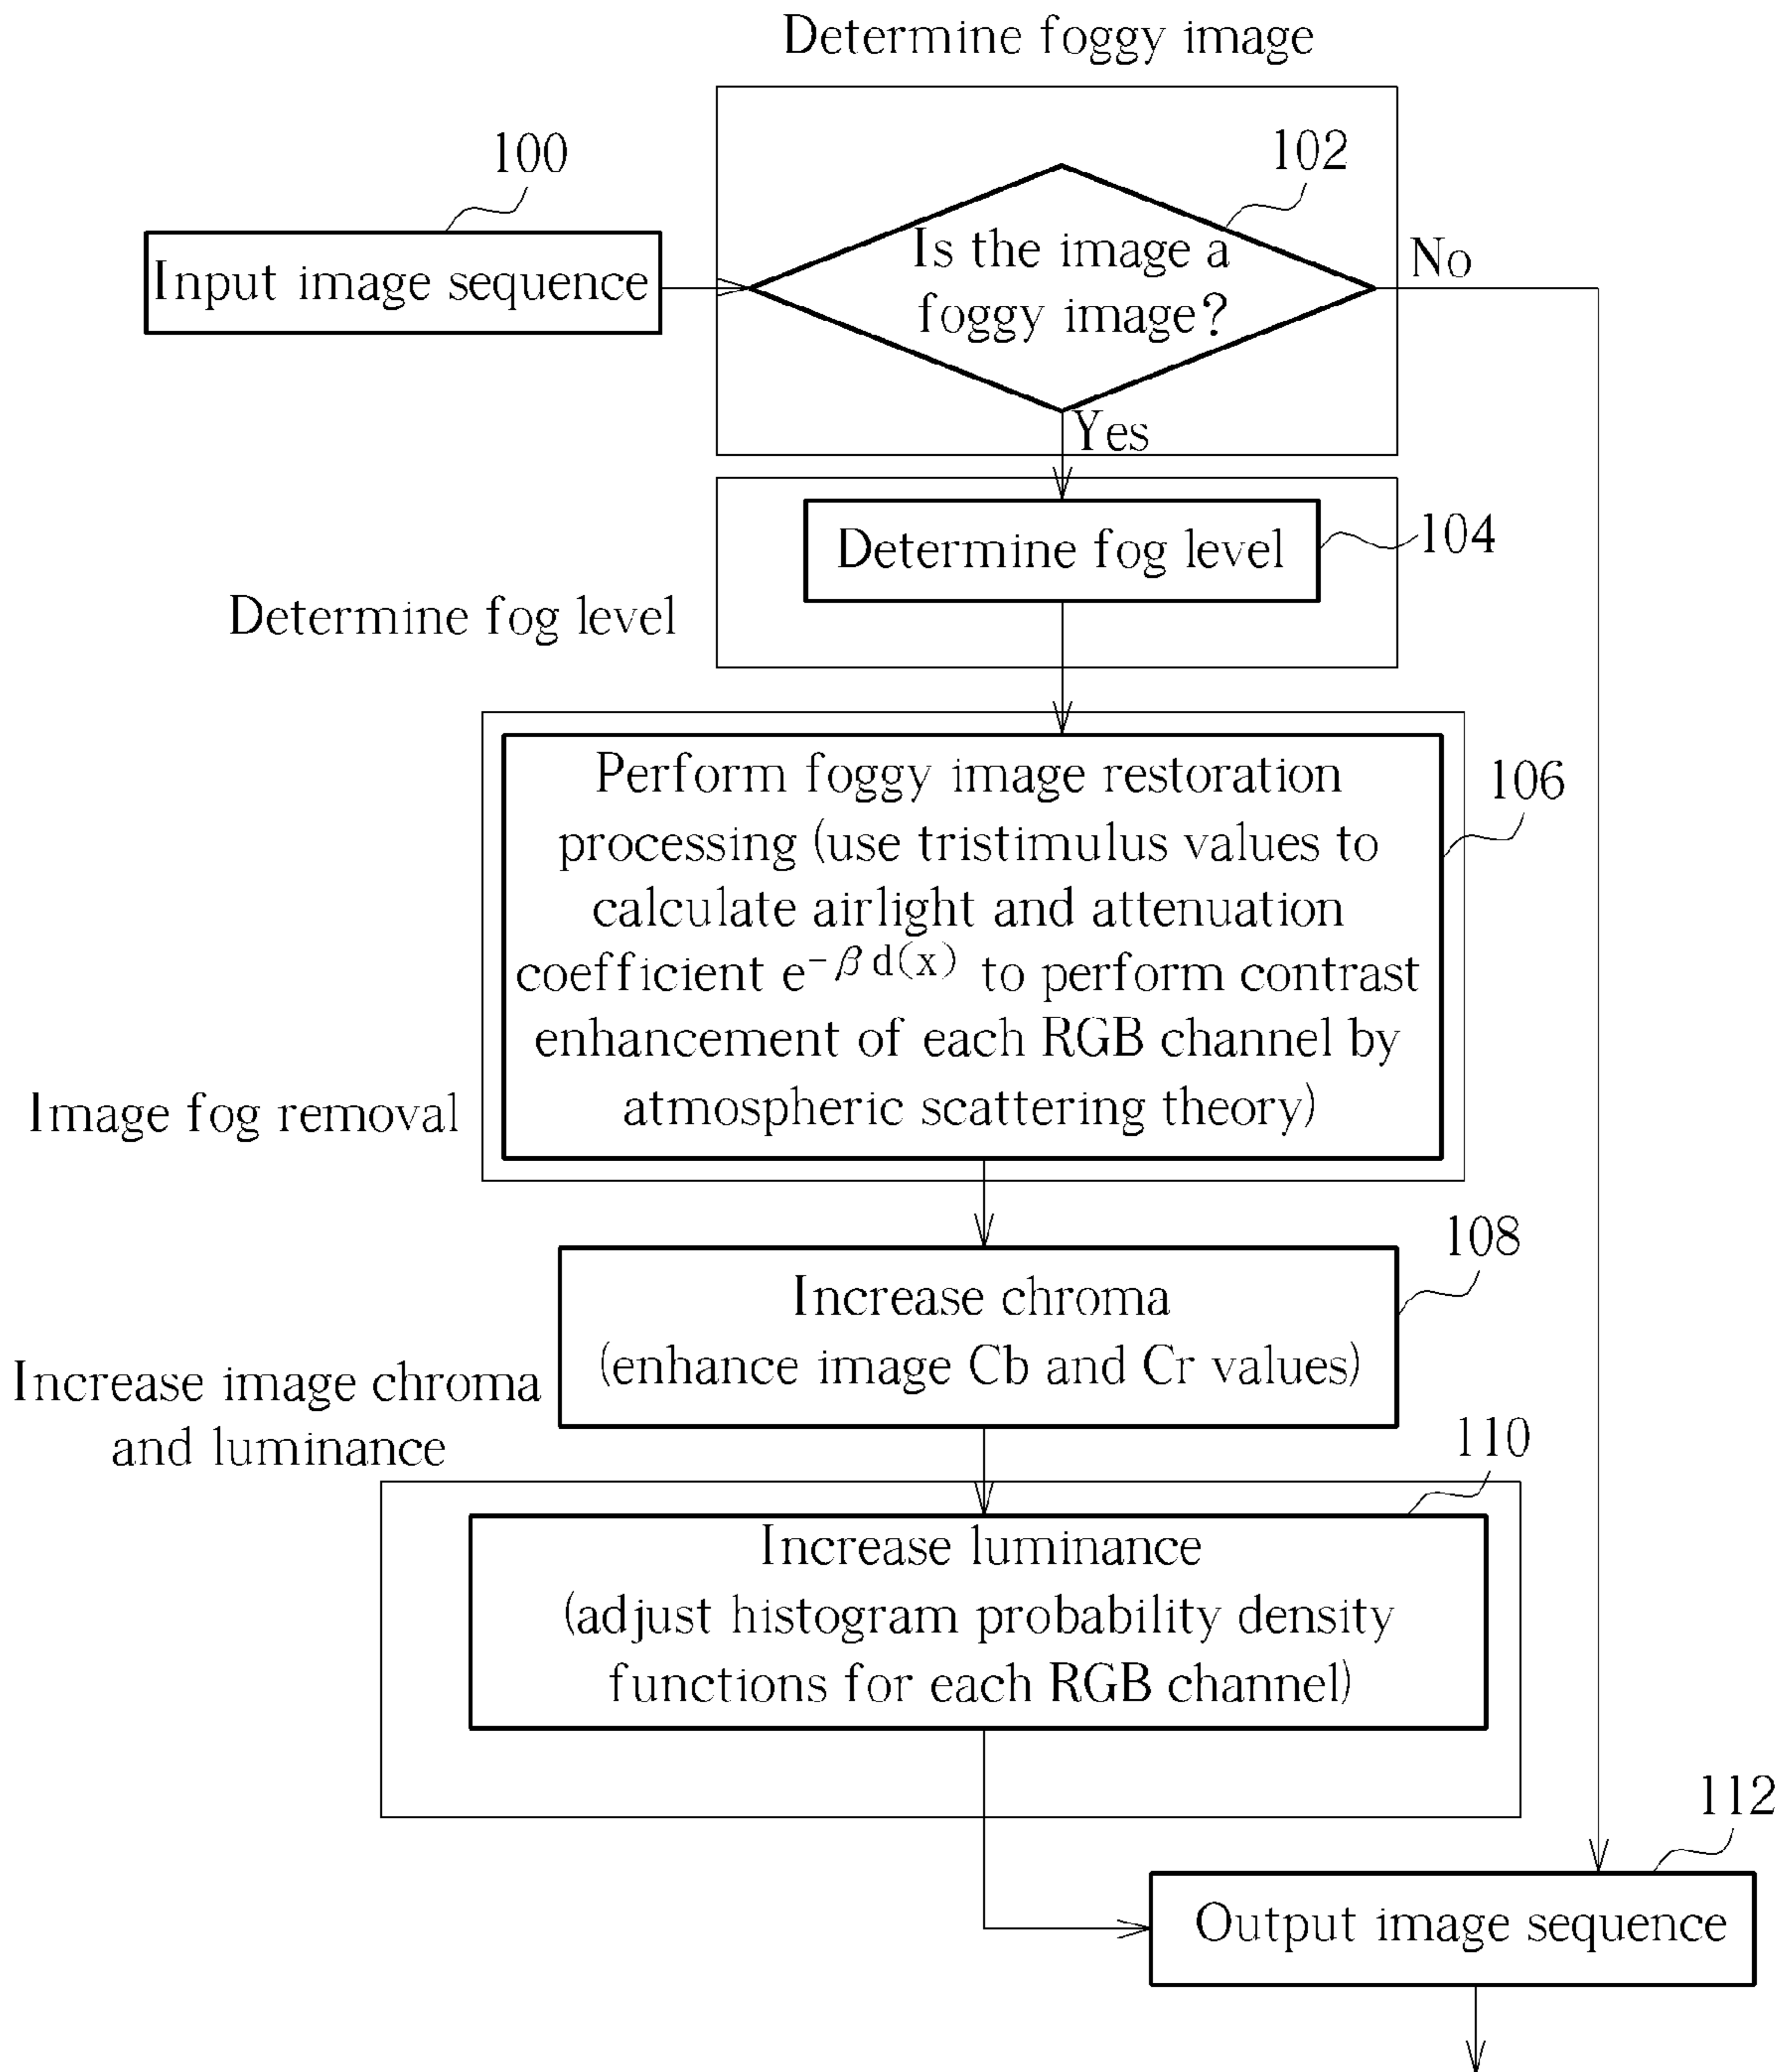 Determine foggy image
100
102
Input image sequence
Is the image a
foggy image?
No
Yes
Determine fog level
104
Determine fog level
Perform foggy image restoration
processing (use tristimulus values to
calculate airlight and attenuation
coefficient e^{-βd(x)} to perform contrast
enhancement of each RGB channel by
atmospheric scattering theory)
106
Image fog removal
108
Increase chroma
(enhance image Cb and Cr values)
Increase image chroma
and luminance
110
Increase luminance
(adjust histogram probability density
functions for each RGB channel)
112
Output image sequence